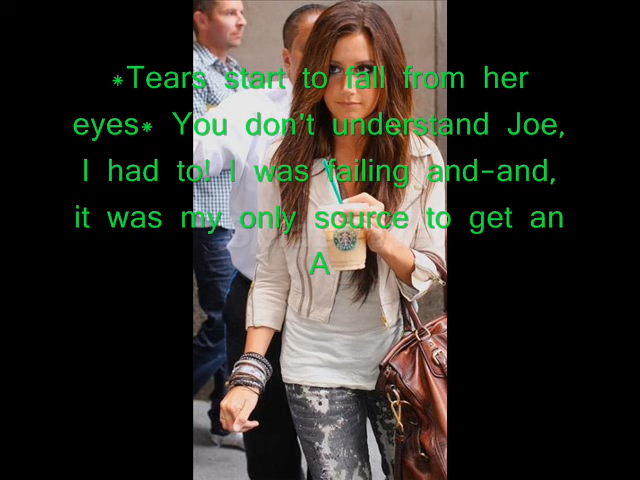 *Tears start to fall from her
eyes* You don't understand Joe,
I had to! I was failing and-and,
it was my only source to get an
A